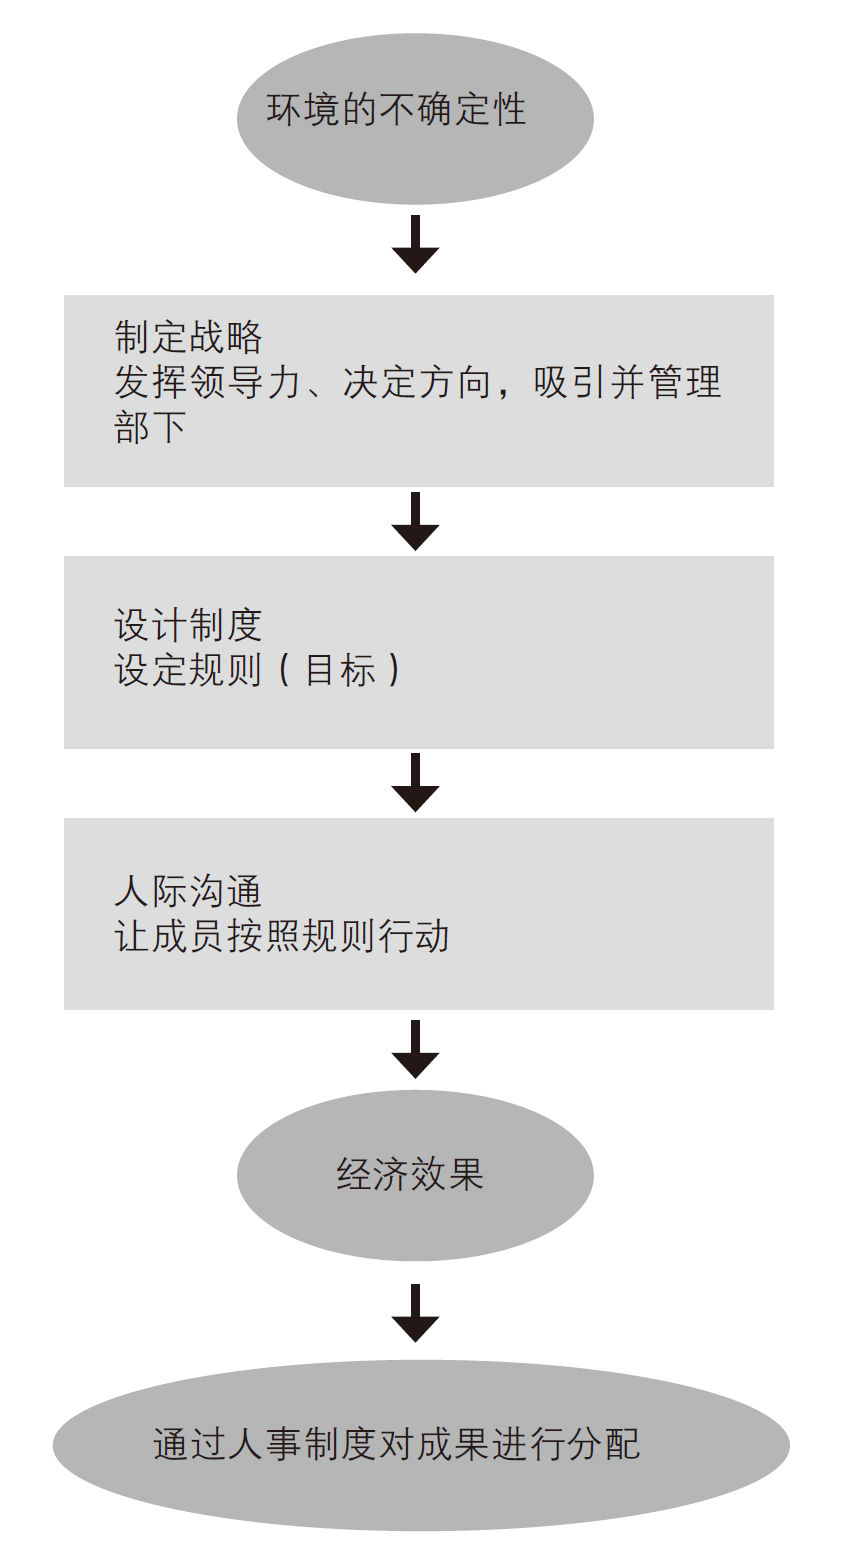 环境的不确定性
制定战略
发挥领导力、决定方向，吸引并管理
部下
设计制度
设定规则（目标）
人际沟通
让成员按照规则行动
经济效果
通过人事制度对成果进行分配